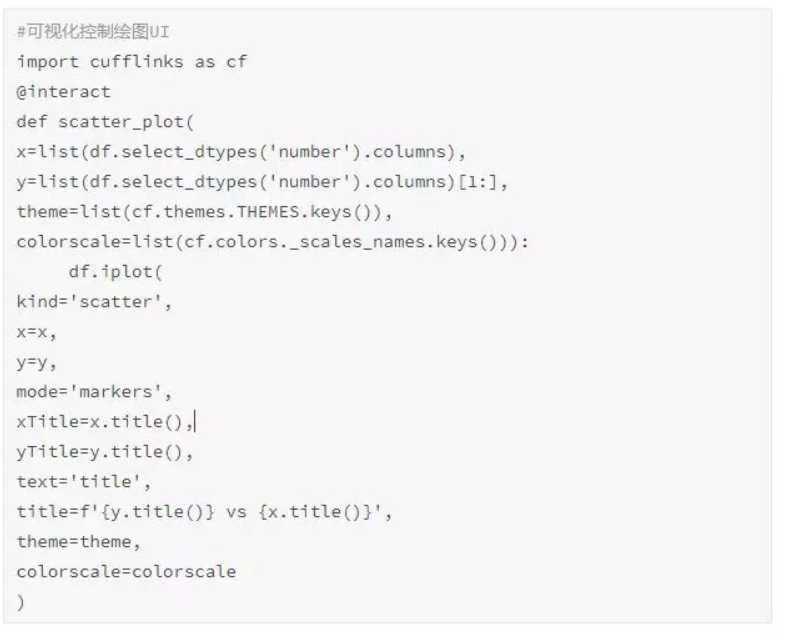 #可视化控制绘图UI
import cufflinks as cf
@interact
def scatter_plot(
x=list(df.select_dtypes('number').columns),
y=list(df.select_dtypes('number').columns)[1:],
theme=list(cf.themes.THEMES.keys()),
colorscale=list(cf.colors._scales_names.keys())):
     df.iplot(
kind='scatter',
x=x,
y=y,
mode='markers',
xTitle=x.title(),
yTitle=y.title(),
text='title',
title=f'{y.title()} vs {x.title()}',
theme=theme,
colorscale=colorscale
)